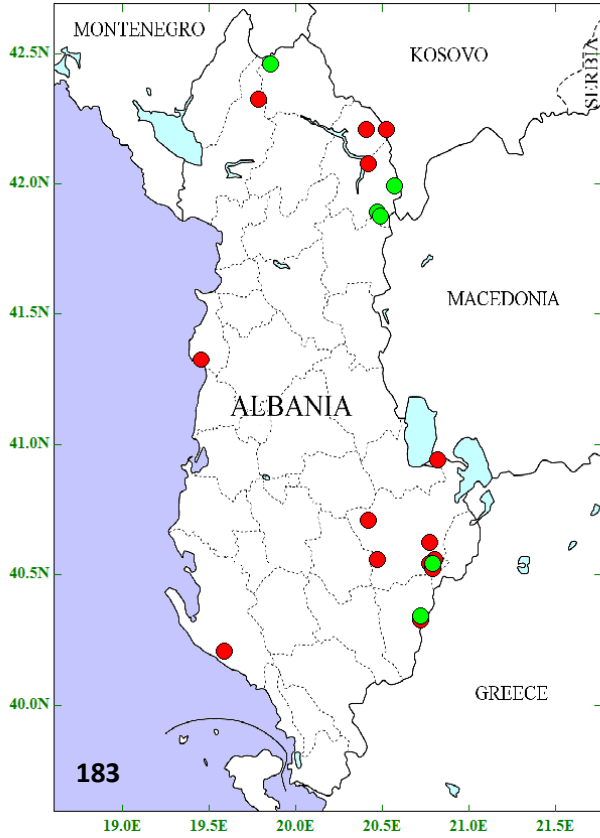 MONTENEGRO
KOSOVO
SERBIA
42.5N
42.0N
41.5N
MACEDONIA
ALBANIA
41.0N
40.5N
40.0N
GREECE
183
19.0E 19.5E 20.0E 20.5E 21.0E 21.5E